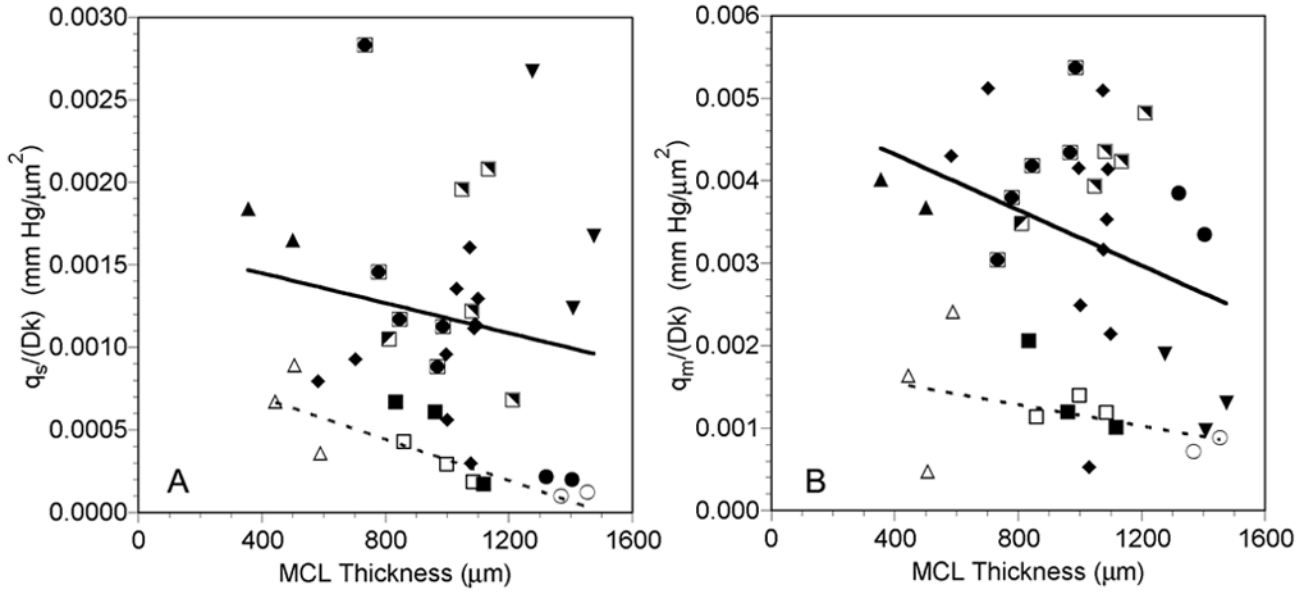 0.0030
0.0025
0.0020
0.0015
0.0010
0.0005
0.0000
qs/(Dk) (mm Hg/µm²)
A
0 400 800 1200 1600
MCL Thickness (µm)
0.006
0.005
0.004
0.003
0.002
0.001
0.000
qm/(Dk) (mm Hg/µm²)
B
0 400 800 1200 1600
MCL Thickness (µm)